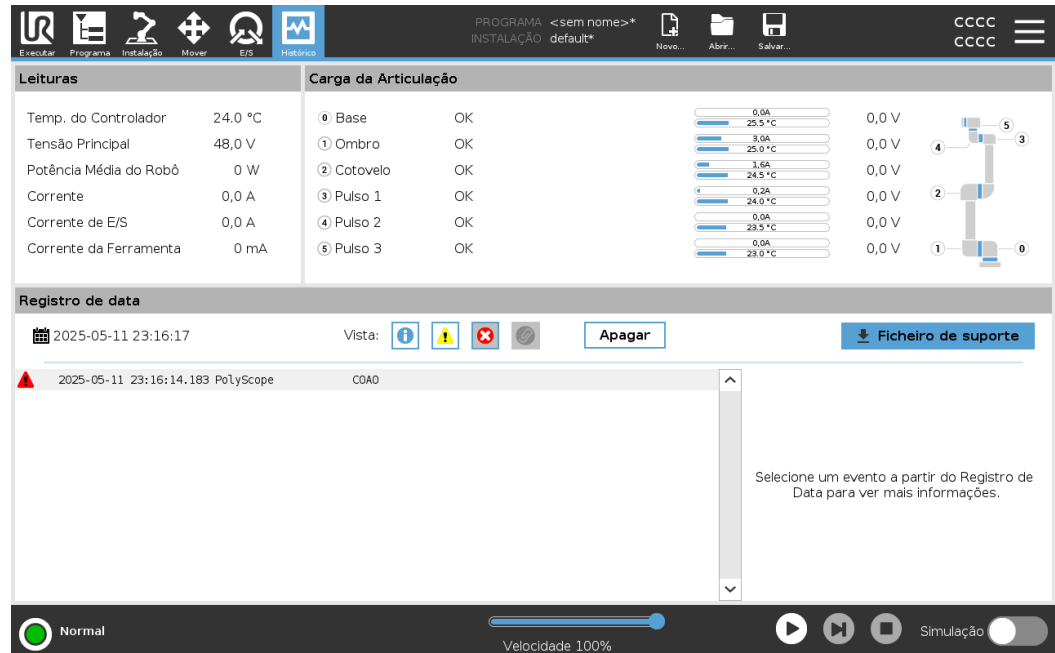 PROGRAMA <sem nome>*
INSTALAÇÃO default*
CCCC
CCCC
Executar Programa Instalação Mover E/S Histórico Novo... Abrir... Salvar...
Leituras
Temp. do Controlador 24.0 °C
Tensão Principal 48,0 V
Potência Média do Robô 0 W
Corrente 0,0 A
Corrente de E/S 0,0 A
Corrente da Ferramenta 0 mA
Carga da Articulação
0 Base OK 0,0A 25.5 °C 0,0 V
1 Ombro OK 3,0A 25.0 °C 0,0 V
2 Cotovelo OK 1,6A 24.5 °C 0,0 V
3 Pulso 1 OK 0,2A 24.0 °C 0,0 V
4 Pulso 2 OK 0,0A 23.5 °C 0,0 V
5 Pulso 3 OK 0,0A 23.0 °C 0,0 V
5
4 3
2
1 0
Registro de data
2025-05-11 23:16:17 Vista: Apagar Ficheiro de suporte
2025-05-11 23:16:14.183 PolyScope C0A0
Selecione um evento a partir do Registro de
Data para ver mais informações.
Normal
Velocidade 100%
Simulação